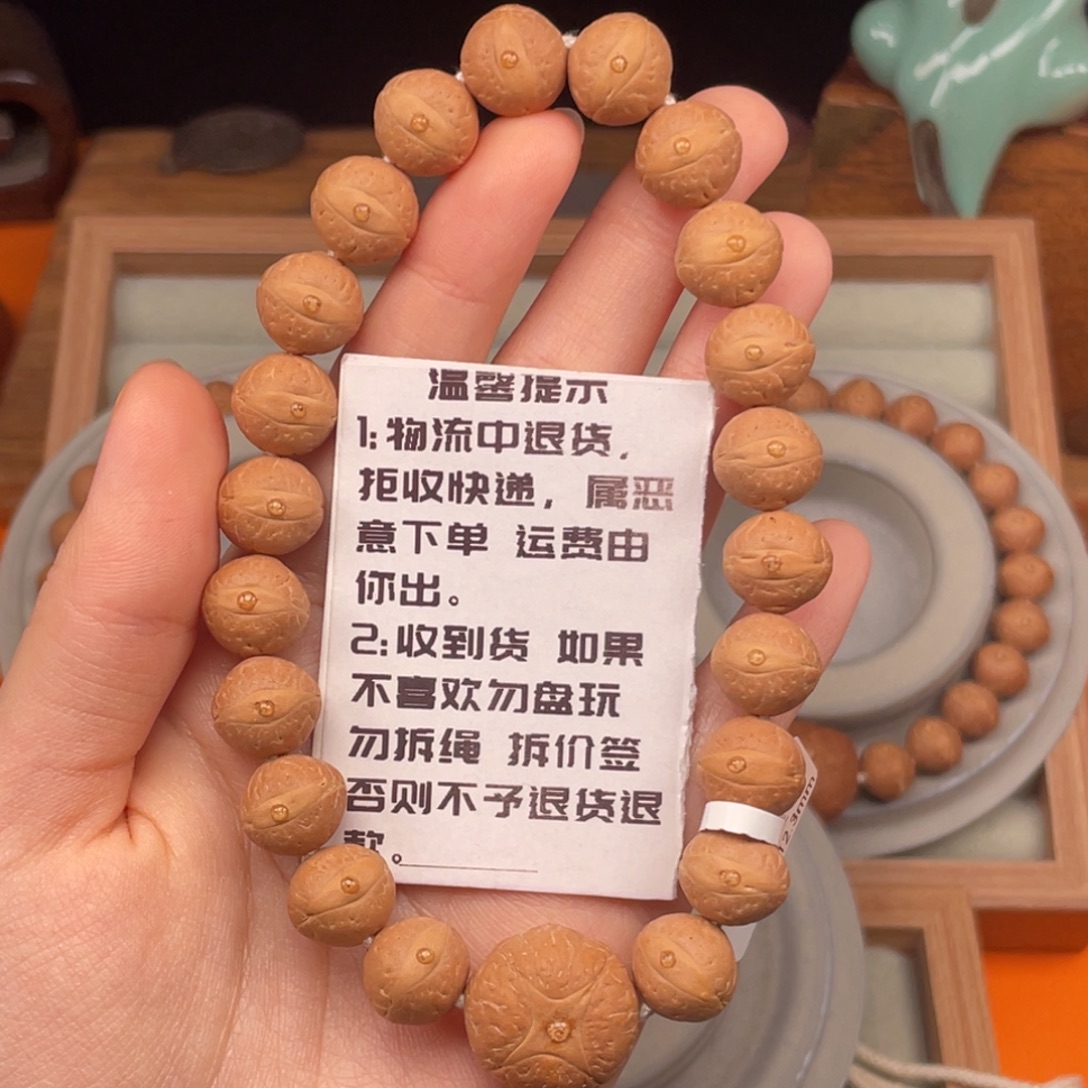 温馨提示
1:物流中退货,
拒收快递，属恶
意下单 运费由
你出。
2:收到货 如果
不喜欢勿盘玩
勿拆绳 拆价签
否则不予退货退
款。
2.3mm